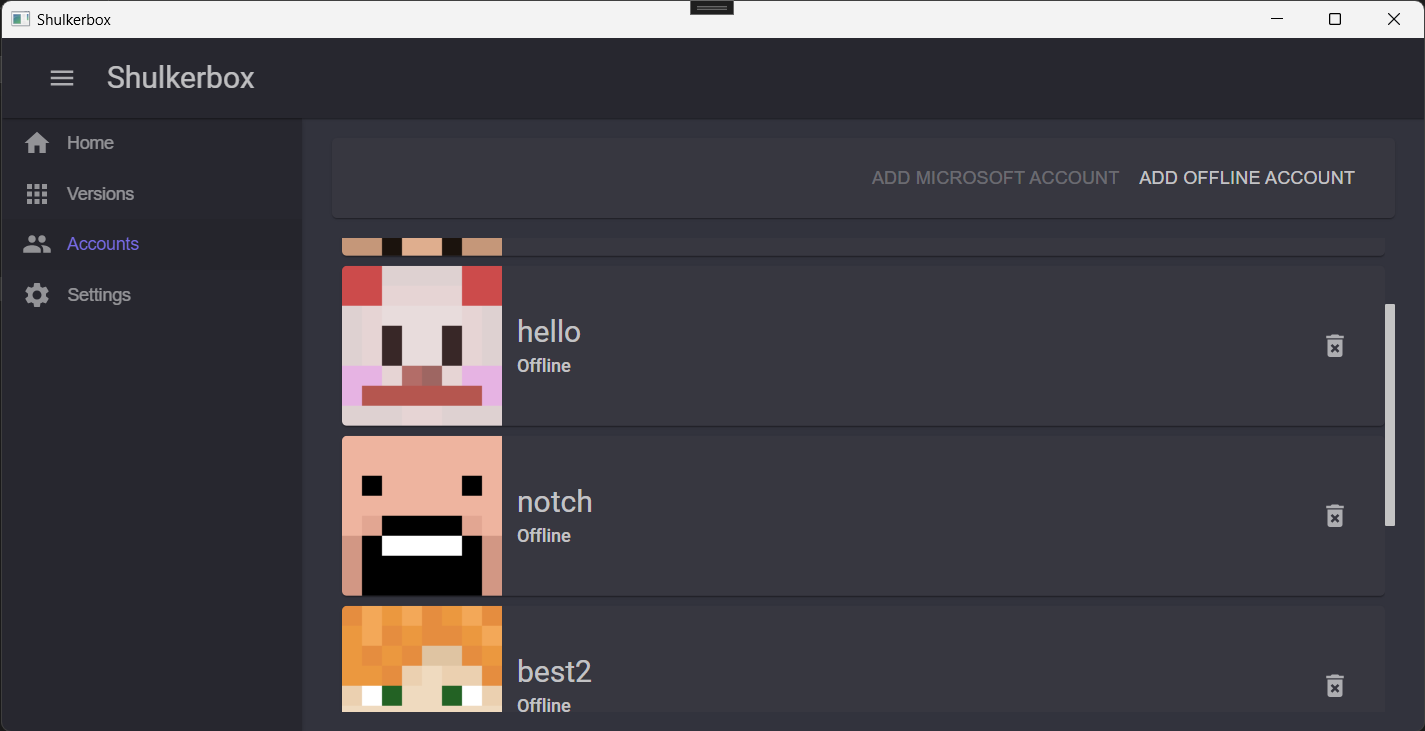 Shulkerbox
Shulkerbox
Home
Versions
Accounts
Settings
ADD MICROSOFT ACCOUNT ADD OFFLINE ACCOUNT
hello
Offline
notch
Offline
best2
Offline